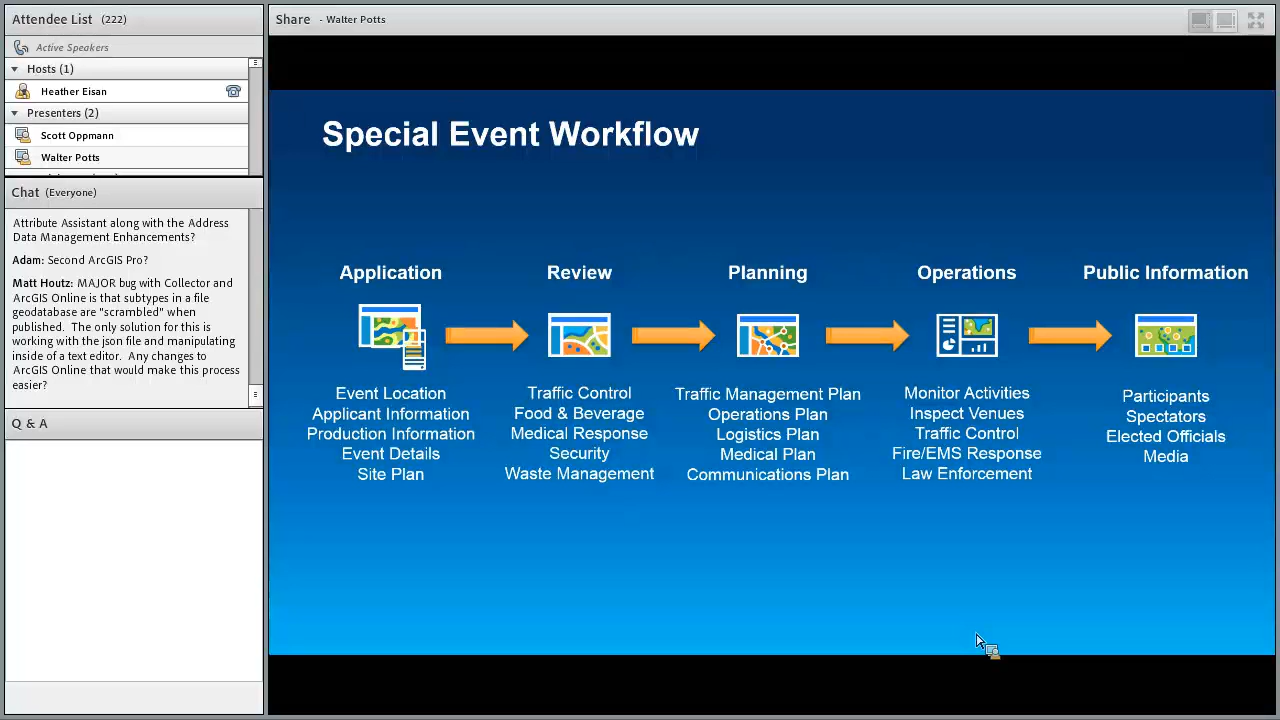 Attendee List (222)
Active Speakers
Hosts (1)
Heather Eisan
Presenters (2)
Scott Oppmann
Walter Potts
Chat (Everyone)
Attribute Assistant along with the Address
Data Management Enhancements?
Adam: Second ArcGIS Pro?
Matt Houtz: MAJOR bug with Collector and
ArcGIS Online is that subtypes in a file
geodatabase are "scrambled" when
published. The only solution for this is
working with the json file and manipulating
inside of a text editor. Any changes to
ArcGIS Online that would make this process
easier?
Q & A
Share - Walter Potts
Special Event Workflow
Application
Event Location
Applicant Information
Production Information
Event Details
Site Plan
Review
Traffic Control
Food & Beverage
Medical Response
Security
Waste Management
Planning
Traffic Management Plan
Operations Plan
Logistics Plan
Medical Plan
Communications Plan
Operations
Monitor Activities
Inspect Venues
Traffic Control
Fire/EMS Response
Law Enforcement
Public Information
Participants
Spectators
Elected Officials
Media